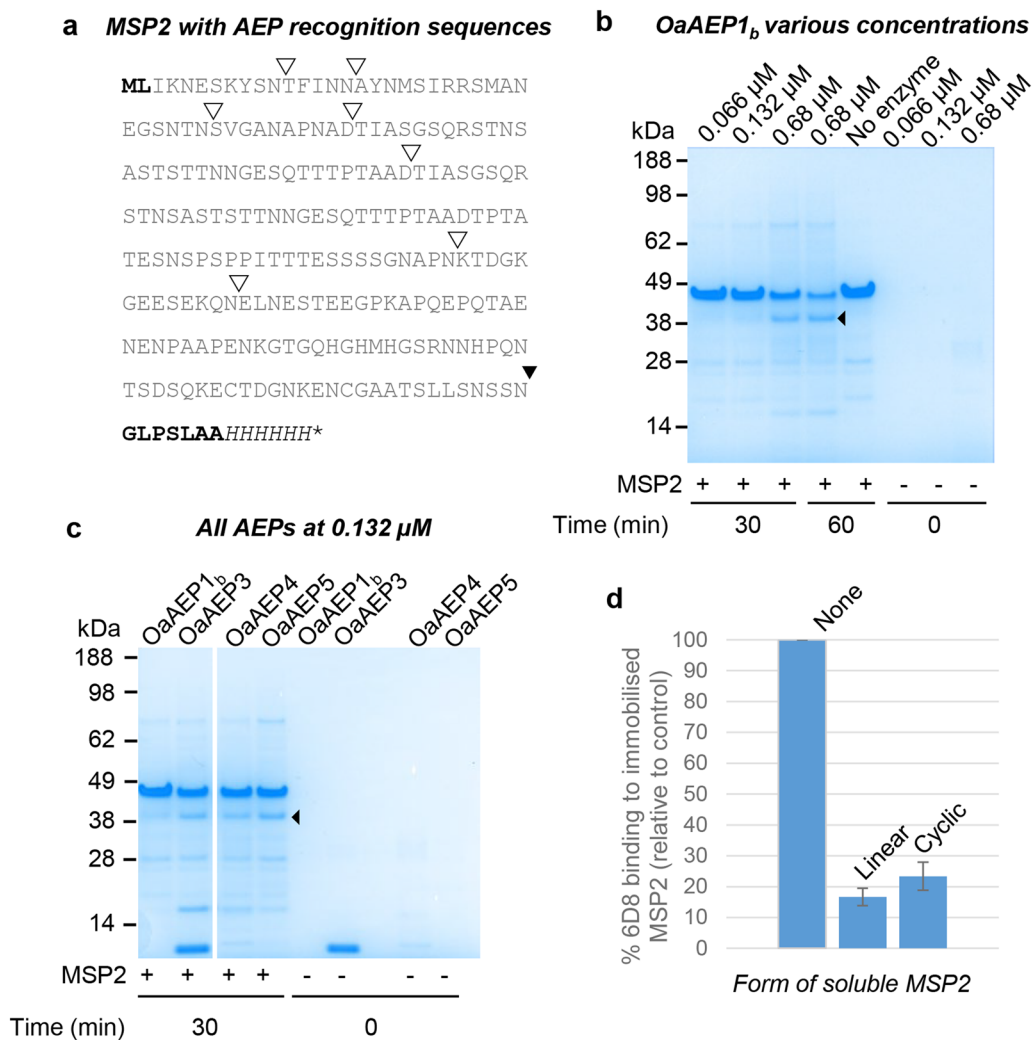 a MSP2 with AEP recognition sequences
MLIKNESKYSNTFINNAYNMSIRRSMAN
EGSNTNSVGANAPNADTIASGSQRSTNS
ASTSTTNNGESQTTTPTAADTIASGSQR
STNSASTSTTNNGESQTTTPTAADTPTA
TESNSPSPPITTTESSSSGNAPNKTDGK
GEESEKQNELNESTEEGPKAPQEPQTAE
NENPAAPENKGTGQHGHMHGSRNNHPQN
TSDSQKECTDGNKENCGAATSLLSNSSN
GLPSLAAHHHHHH*
b OaAEP1b various concentrations
0.066 µM 0.132 µM 0.68 µM 0.68 µM No enzyme 0.066 µM 0.132 µM 0.68 µM
kDa
188
98
62
49
38
28
14
MSP2 + + + + + - - -
Time (min) 30 60 0
c All AEPs at 0.132 µM
OaAEP1b OaAEP3 OaAEP4 OaAEP5 OaAEP1b OaAEP3 OaAEP4 OaAEP5
kDa
188
98
62
49
38
28
14
MSP2 + + + + - - - -
Time (min) 30 0
d
% 6D8 binding to immobilised
MSP2 (relative to control)
100
90
80
70
60
50
40
30
20
10
0
None
Linear
Cyclic
Form of soluble MSP2